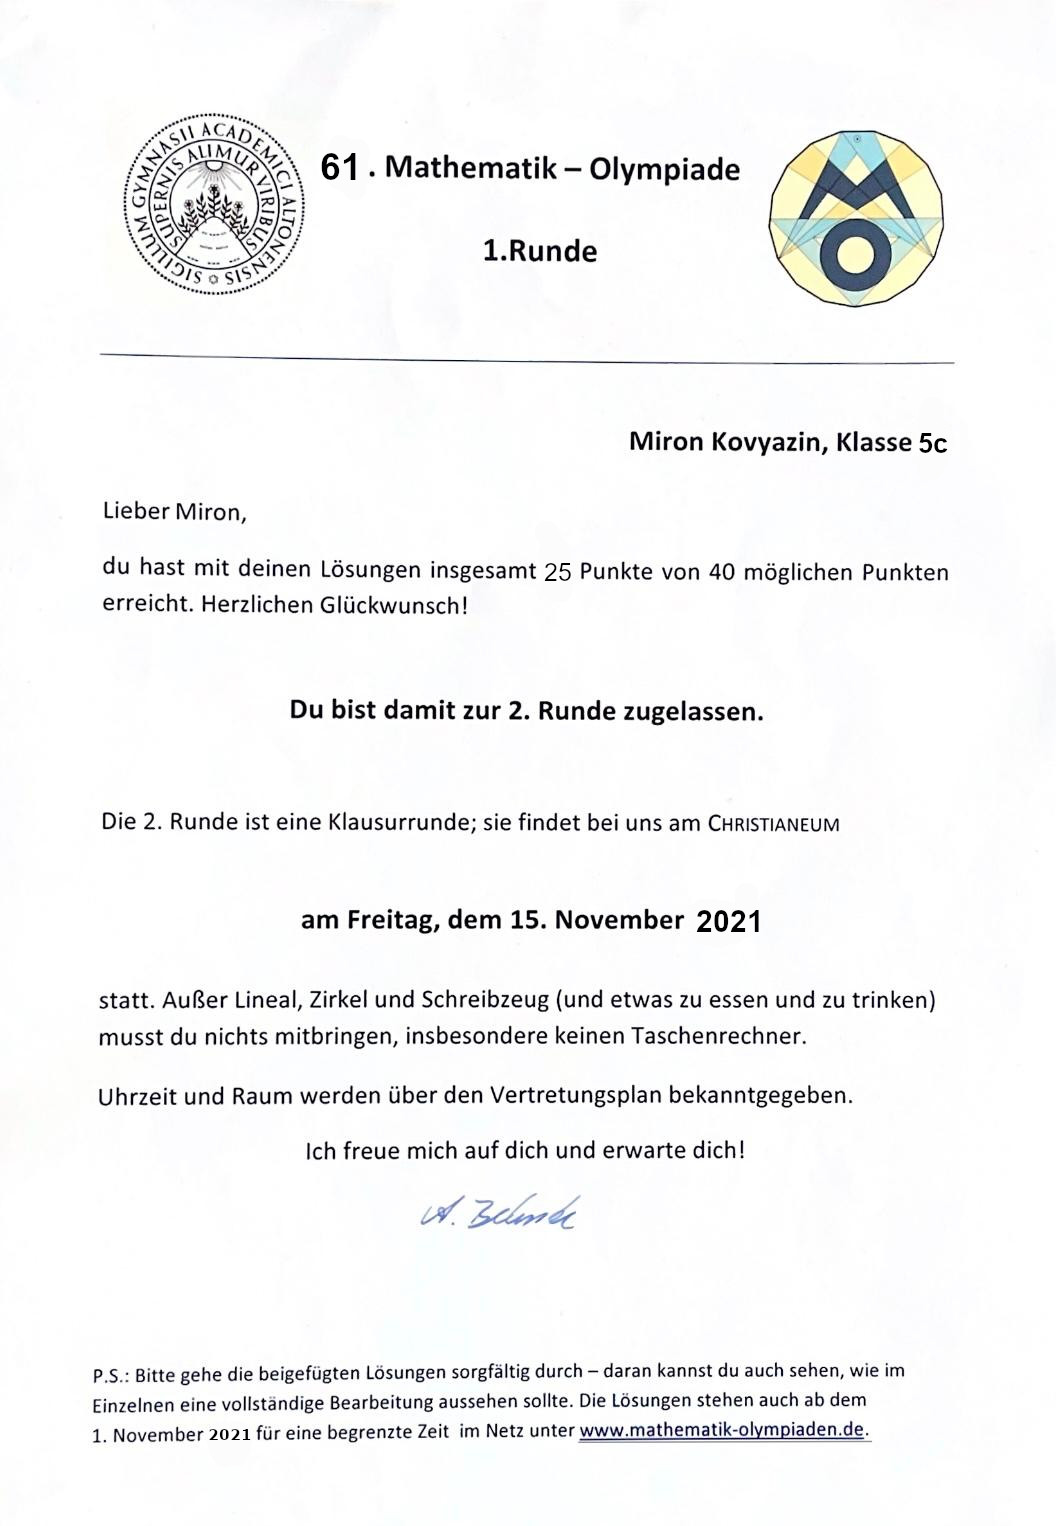 SIGILLUM GYMNASII ACADEMICI ALTONENSIS
SUPERNIS ALIMUR VIRIBUS
61 . Mathematik – Olympiade
1.Runde
MO
Miron Kovyazin, Klasse 5c
Lieber Miron,
du hast mit deinen Lösungen insgesamt 25 Punkte von 40 möglichen Punkten
erreicht. Herzlichen Glückwunsch!
Du bist damit zur 2. Runde zugelassen.
Die 2. Runde ist eine Klausurrunde; sie findet bei uns am CHRISTIANEUM
am Freitag, dem 15. November 2021
statt. Außer Lineal, Zirkel und Schreibzeug (und etwas zu essen und zu trinken)
musst du nichts mitbringen, insbesondere keinen Taschenrechner.
Uhrzeit und Raum werden über den Vertretungsplan bekanntgegeben.
Ich freue mich auf dich und erwarte dich!
P.S.: Bitte gehe die beigefügten Lösungen sorgfältig durch – daran kannst du auch sehen, wie im
Einzelnen eine vollständige Bearbeitung aussehen sollte. Die Lösungen stehen auch ab dem
1. November 2021 für eine begrenzte Zeit im Netz unter www.mathematik-olympiaden.de.